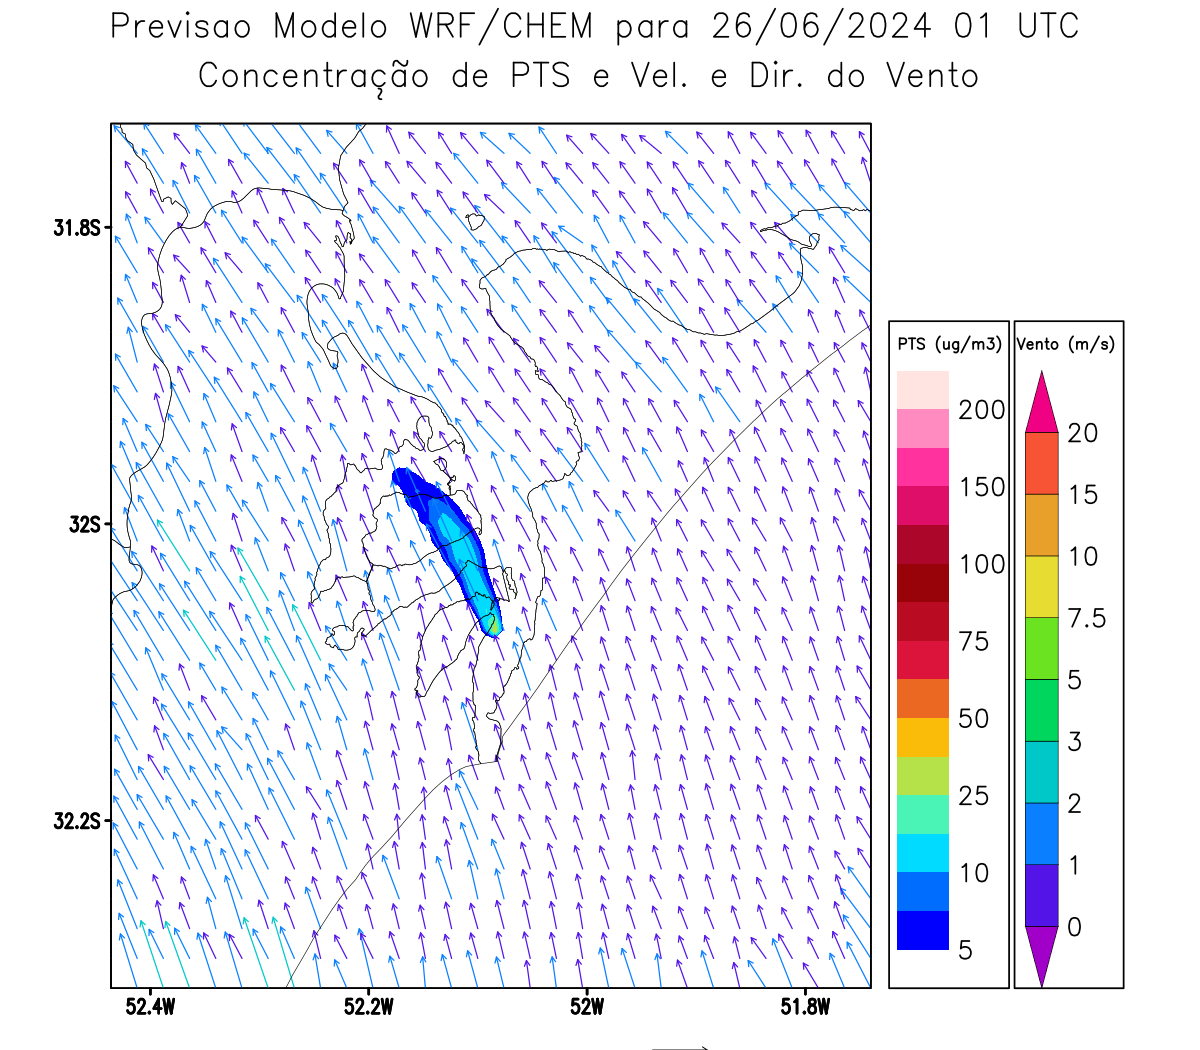 Previsao Modelo WRF/CHEM para 26/06/2024 01 UTC
Concentração de PTS e Vel. e Dir. do Vento
31.8S
32S
32.2S
52.4W 52.2W 52W 51.8W
PTS (ug/m3)
200
150
100
75
50
25
10
5
Vento (m/s)
20
15
10
7.5
5
3
2
1
0